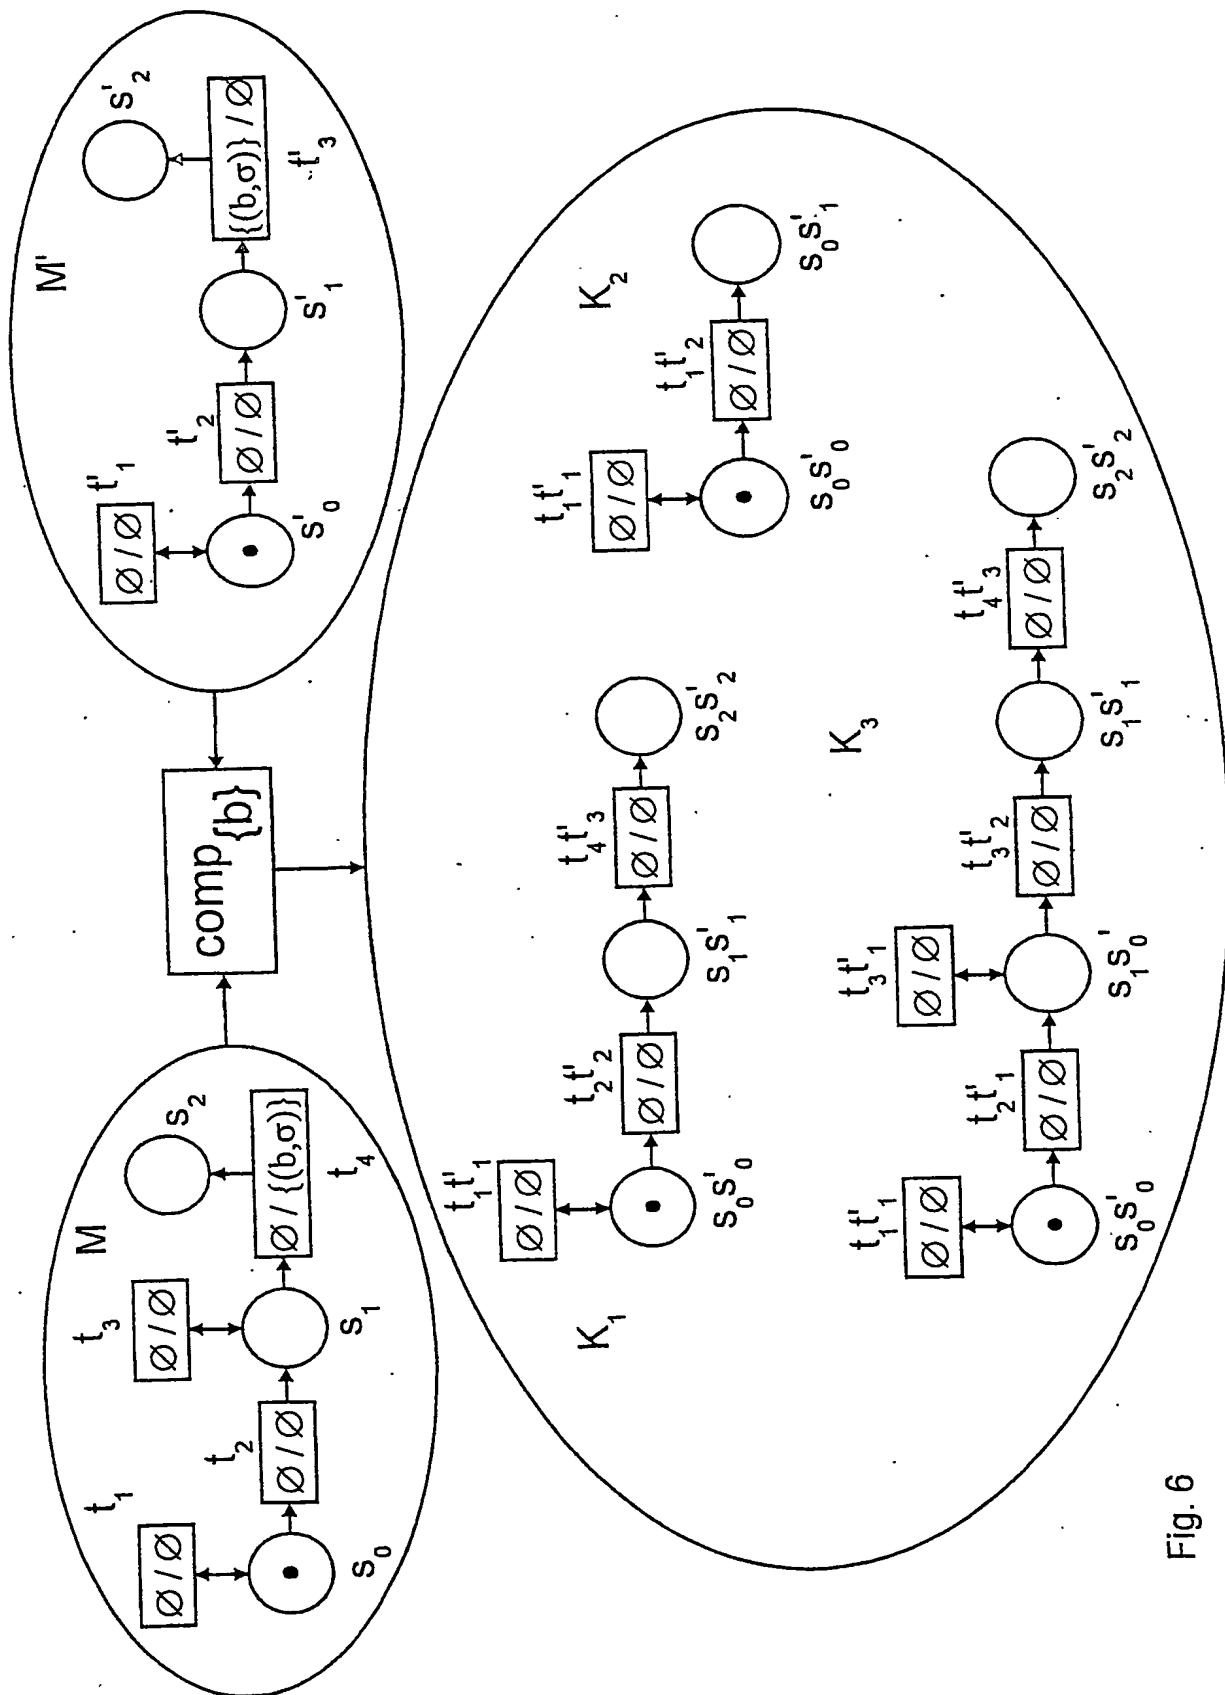 M
t₁
Ø / Ø
s₀
t₂
Ø / Ø
t₃
Ø / Ø
s₁
Ø / {(b,σ)}
t₄
s₂
comp{b}
M'
t'₁
Ø / Ø
s'₀
t'₂
Ø / Ø
s'₁
{(b,σ)} / Ø
t'₃
s'₂
K₁
t₁t'₁
Ø / Ø
s₀s'₀
t₂t'₂
Ø / Ø
s₁s'₁
t₄t'₃
Ø / Ø
s₂s'₂
K₂
t₁t'₁
Ø / Ø
s₀s'₀
t₁t'₂
Ø / Ø
s₀s'₁
K₃
t₁t'₁
Ø / Ø
s₀s'₀
t₂t'₁
Ø / Ø
t₃t'₁
Ø / Ø
s₁s₀'
t₃t'₂
Ø / Ø
s₁s'₁
t₄t'₃
Ø / Ø
s₂s'₂
Fig. 6